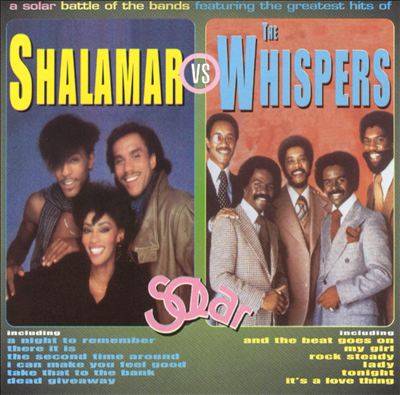 a solar battle of the bands featuring the greatest hits of
SHALAMAR
VS
THE
WHISPERS
Solar
including
a night to remember
there it is
the second time around
i can make you feel good
take that to the bank
dead giveaway
including
and the beat goes on
my girl
rock steady
lady
tonight
it's a love thing